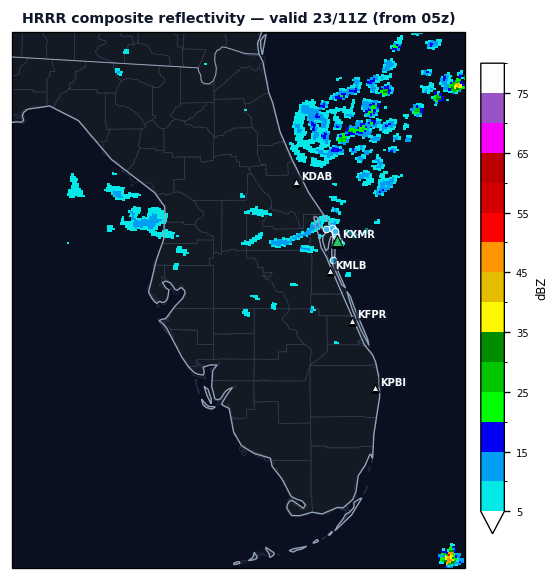 HRRR composite reflectivity — valid 23/11Z (from 05z)
KDAB
KXMR
KMLB
KFPR
KPBI
75
65
55
45
35
25
15
5
dBZ